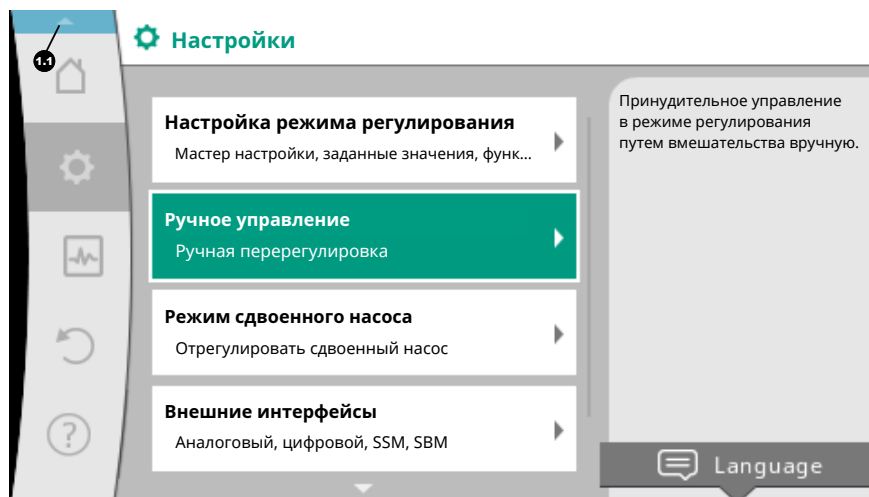 1.1
Настройки
Настройка режима регулирования
Мастер настройки, заданные значения, функ...
Ручное управление
Ручная перерегулировка
Режим сдвоенного насоса
Отрегулировать сдвоенный насос
Внешние интерфейсы
Аналоговый, цифровой, SSM, SBM
Принудительное управление
в режиме регулирования
путем вмешательства вручную.
?
Language